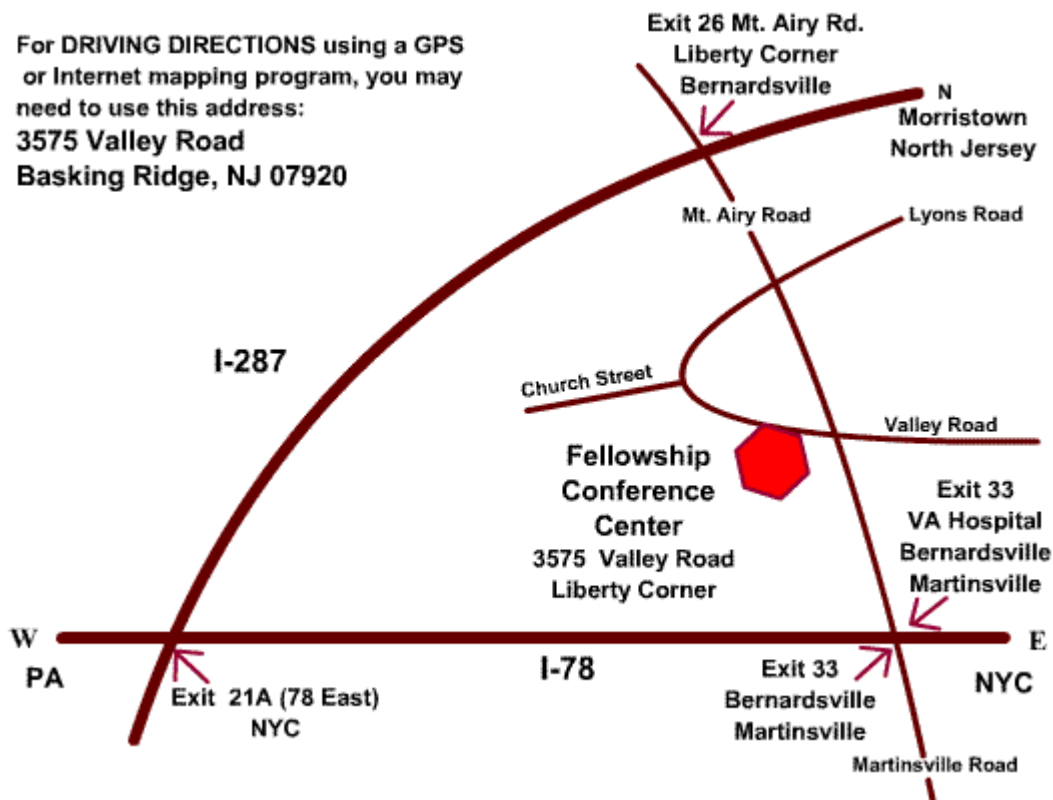 For DRIVING DIRECTIONS using a GPS
or Internet mapping program, you may
need to use this address:
3575 Valley Road
Basking Ridge, NJ 07920
Exit 26 Mt. Airy Rd.
Liberty Corner
Bernardsville
N
Morristown
North Jersey
Mt. Airy Road
Lyons Road
I-287
Church Street
Valley Road
Fellowship
Conference
Center
3575 Valley Road
Liberty Corner
Exit 33
VA Hospital
Bernardsville
Martinsville
W
E
PA
I-78
NYC
Exit 21A (78 East)
NYC
Exit 33
Bernardsville
Martinsville
Martinsville Road